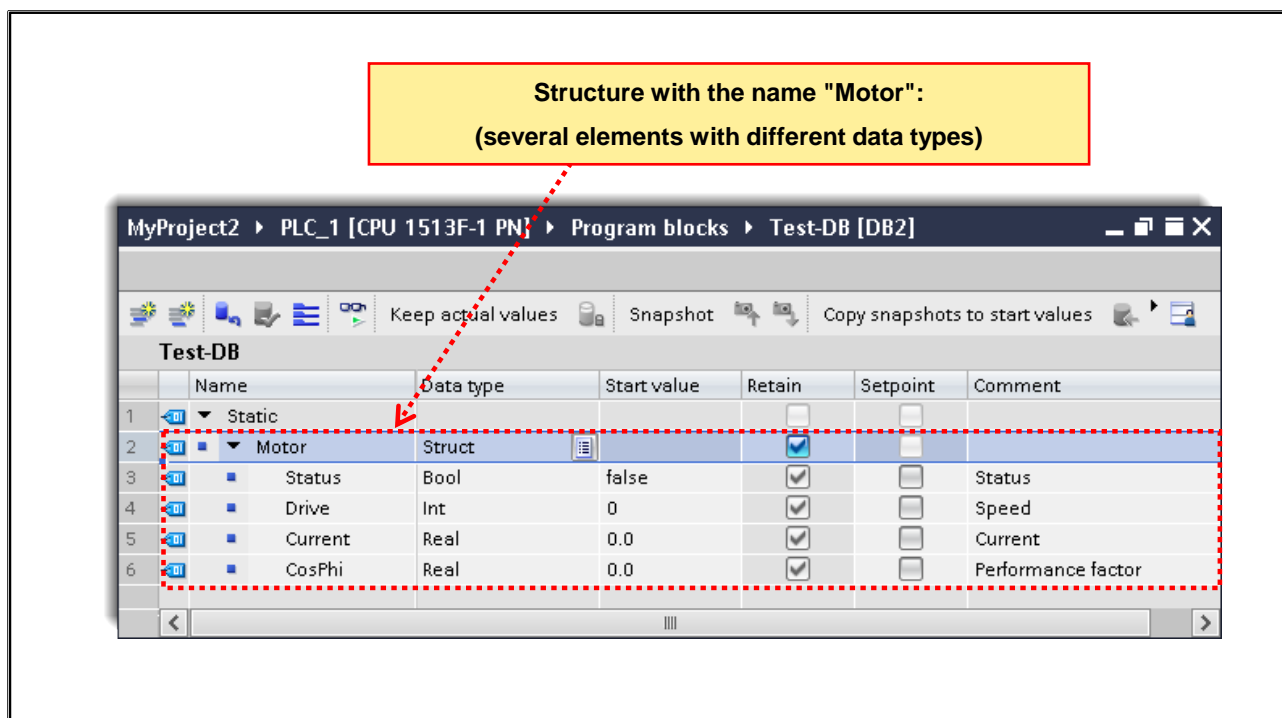 Structure with the name "Motor":
(several elements with different data types)
MyProject2 ▸ PLC_1 [CPU 1513F-1 PN] ▸ Program blocks ▸ Test-DB [DB2]
Keep actual values Snapshot Copy snapshots to start values
Test-DB
Name Data type Start value Retain Setpoint Comment
1 Static
2 Motor Struct
3 Status Bool false Status
4 Drive Int 0 Speed
5 Current Real 0.0 Current
6 CosPhi Real 0.0 Performance factor